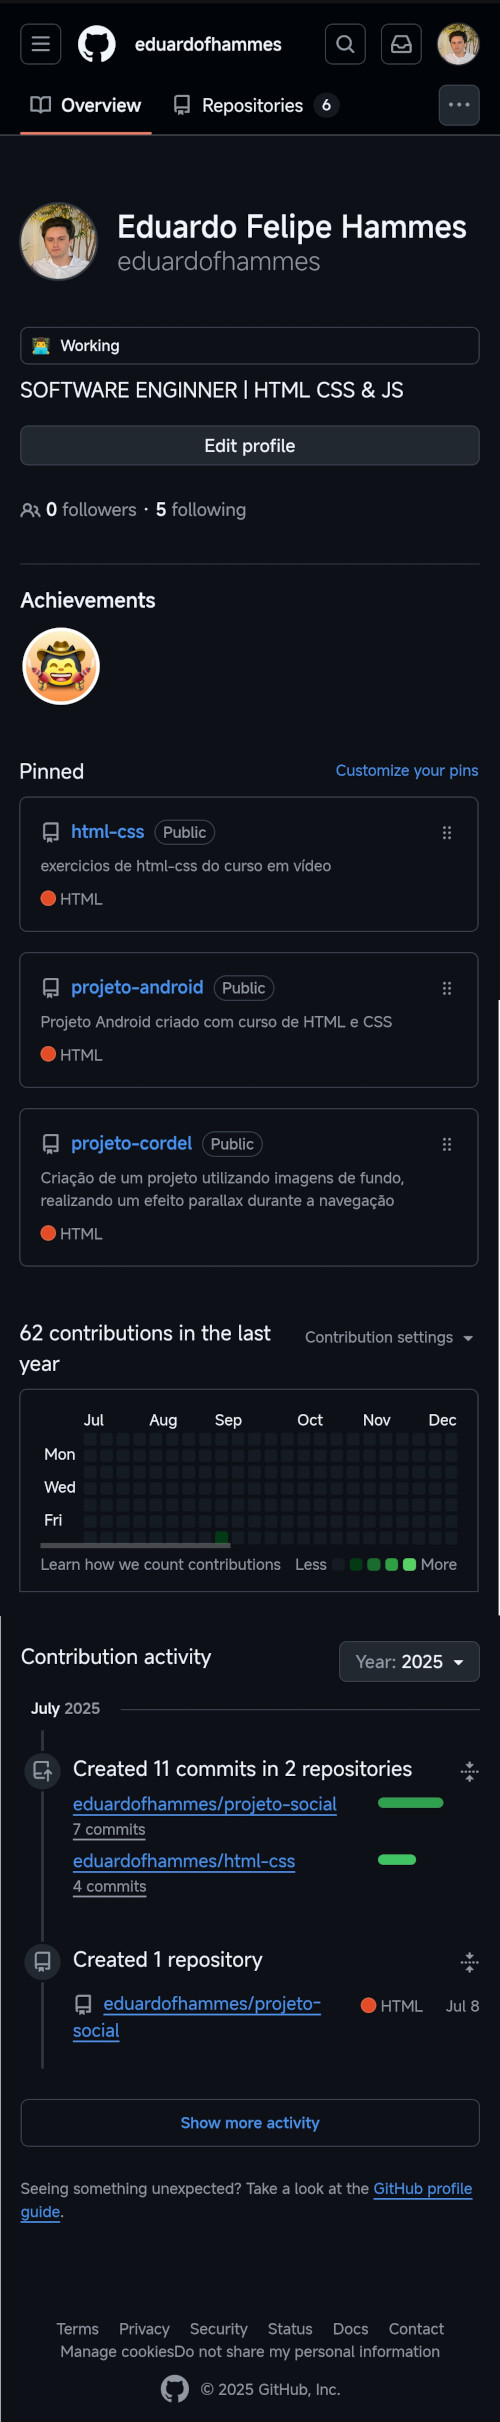 eduardofhammes
Overview
Repositories 6
Eduardo Felipe Hammes
eduardofhammes
Working
SOFTWARE ENGINNER | HTML CSS & JS
Edit profile
0 followers · 5 following
Achievements
Pinned
Customize your pins
html-css Public
exercicios de html-css do curso em vídeo
HTML
projeto-android Public
Projeto Android criado com curso de HTML e CSS
HTML
projeto-cordel Public
Criação de um projeto utilizando imagens de fundo,
realizando um efeito parallax durante a navegação
HTML
62 contributions in the last
year
Contribution settings
Jul Aug Sep Oct Nov Dec
Mon
Wed
Fri
Learn how we count contributions
Less More
Contribution activity
Year: 2025
July 2025
Created 11 commits in 2 repositories
eduardofhammes/projeto-social
7 commits
eduardofhammes/html-css
4 commits
Created 1 repository
eduardofhammes/projeto-
social
HTML Jul 8
Show more activity
Seeing something unexpected? Take a look at the GitHub profile
guide.
Terms Privacy Security Status Docs Contact
Manage cookiesDo not share my personal information
© 2025 GitHub, Inc.